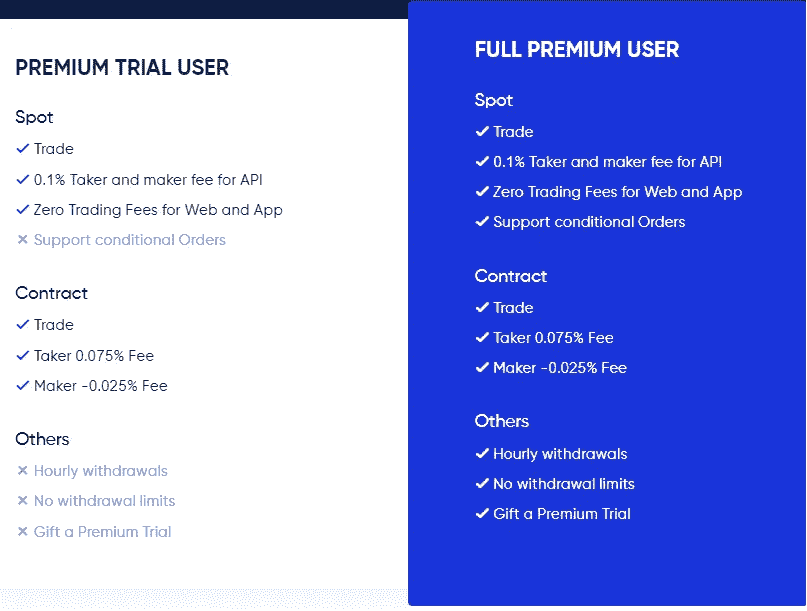 PREMIUM TRIAL USER
Spot
Trade
0.1% Taker and maker fee for API
Zero Trading Fees for Web and App
Support conditional Orders
Contract
Trade
Taker 0.075% Fee
Maker -0.025% Fee
Others
Hourly withdrawals
No withdrawal limits
Gift a Premium Trial
FULL PREMIUM USER
Spot
Trade
0.1% Taker and maker fee for API
Zero Trading Fees for Web and App
Support conditional Orders
Contract
Trade
Taker 0.075% Fee
Maker -0.025% Fee
Others
Hourly withdrawals
No withdrawal limits
Gift a Premium Trial